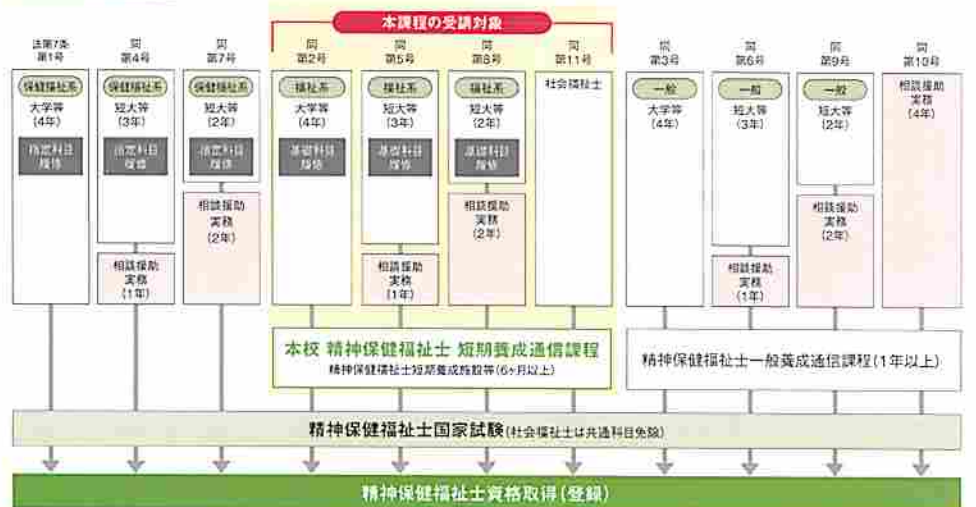 本課程の受講対象
法第7条
第1号
同
第4号
同
第7号
同
第2号
同
第5号
同
第8号
同
第11号
同
第3号
同
第6号
同
第9号
同
第10号
保健福祉系
大学等
(4年)
指定科目
履修
保健福祉系
短大等
(3年)
指定科目
履修
相談援助
実務
(1年)
保健福祉系
短大等
(2年)
指定科目
履修
相談援助
実務
(2年)
福祉系
大学等
(4年)
基礎科目
履修
福祉系
短大等
(3年)
基礎科目
履修
相談援助
実務
(1年)
福祉系
短大等
(2年)
基礎科目
履修
相談援助
実務
(2年)
社会福祉士
一般
大学等
(4年)
一般
短大等
(3年)
相談援助
実務
(1年)
一般
短大等
(2年)
相談援助
実務
(2年)
相談援助
実務
(4年)
本校 精神保健福祉士 短期養成通信課程
精神保健福祉士短期養成施設等(6ヶ月以上)
精神保健福祉士一般養成通信課程(1年以上)
精神保健福祉士国家試験(社会福祉士は共通科目免除)
精神保健福祉士資格取得(登録)